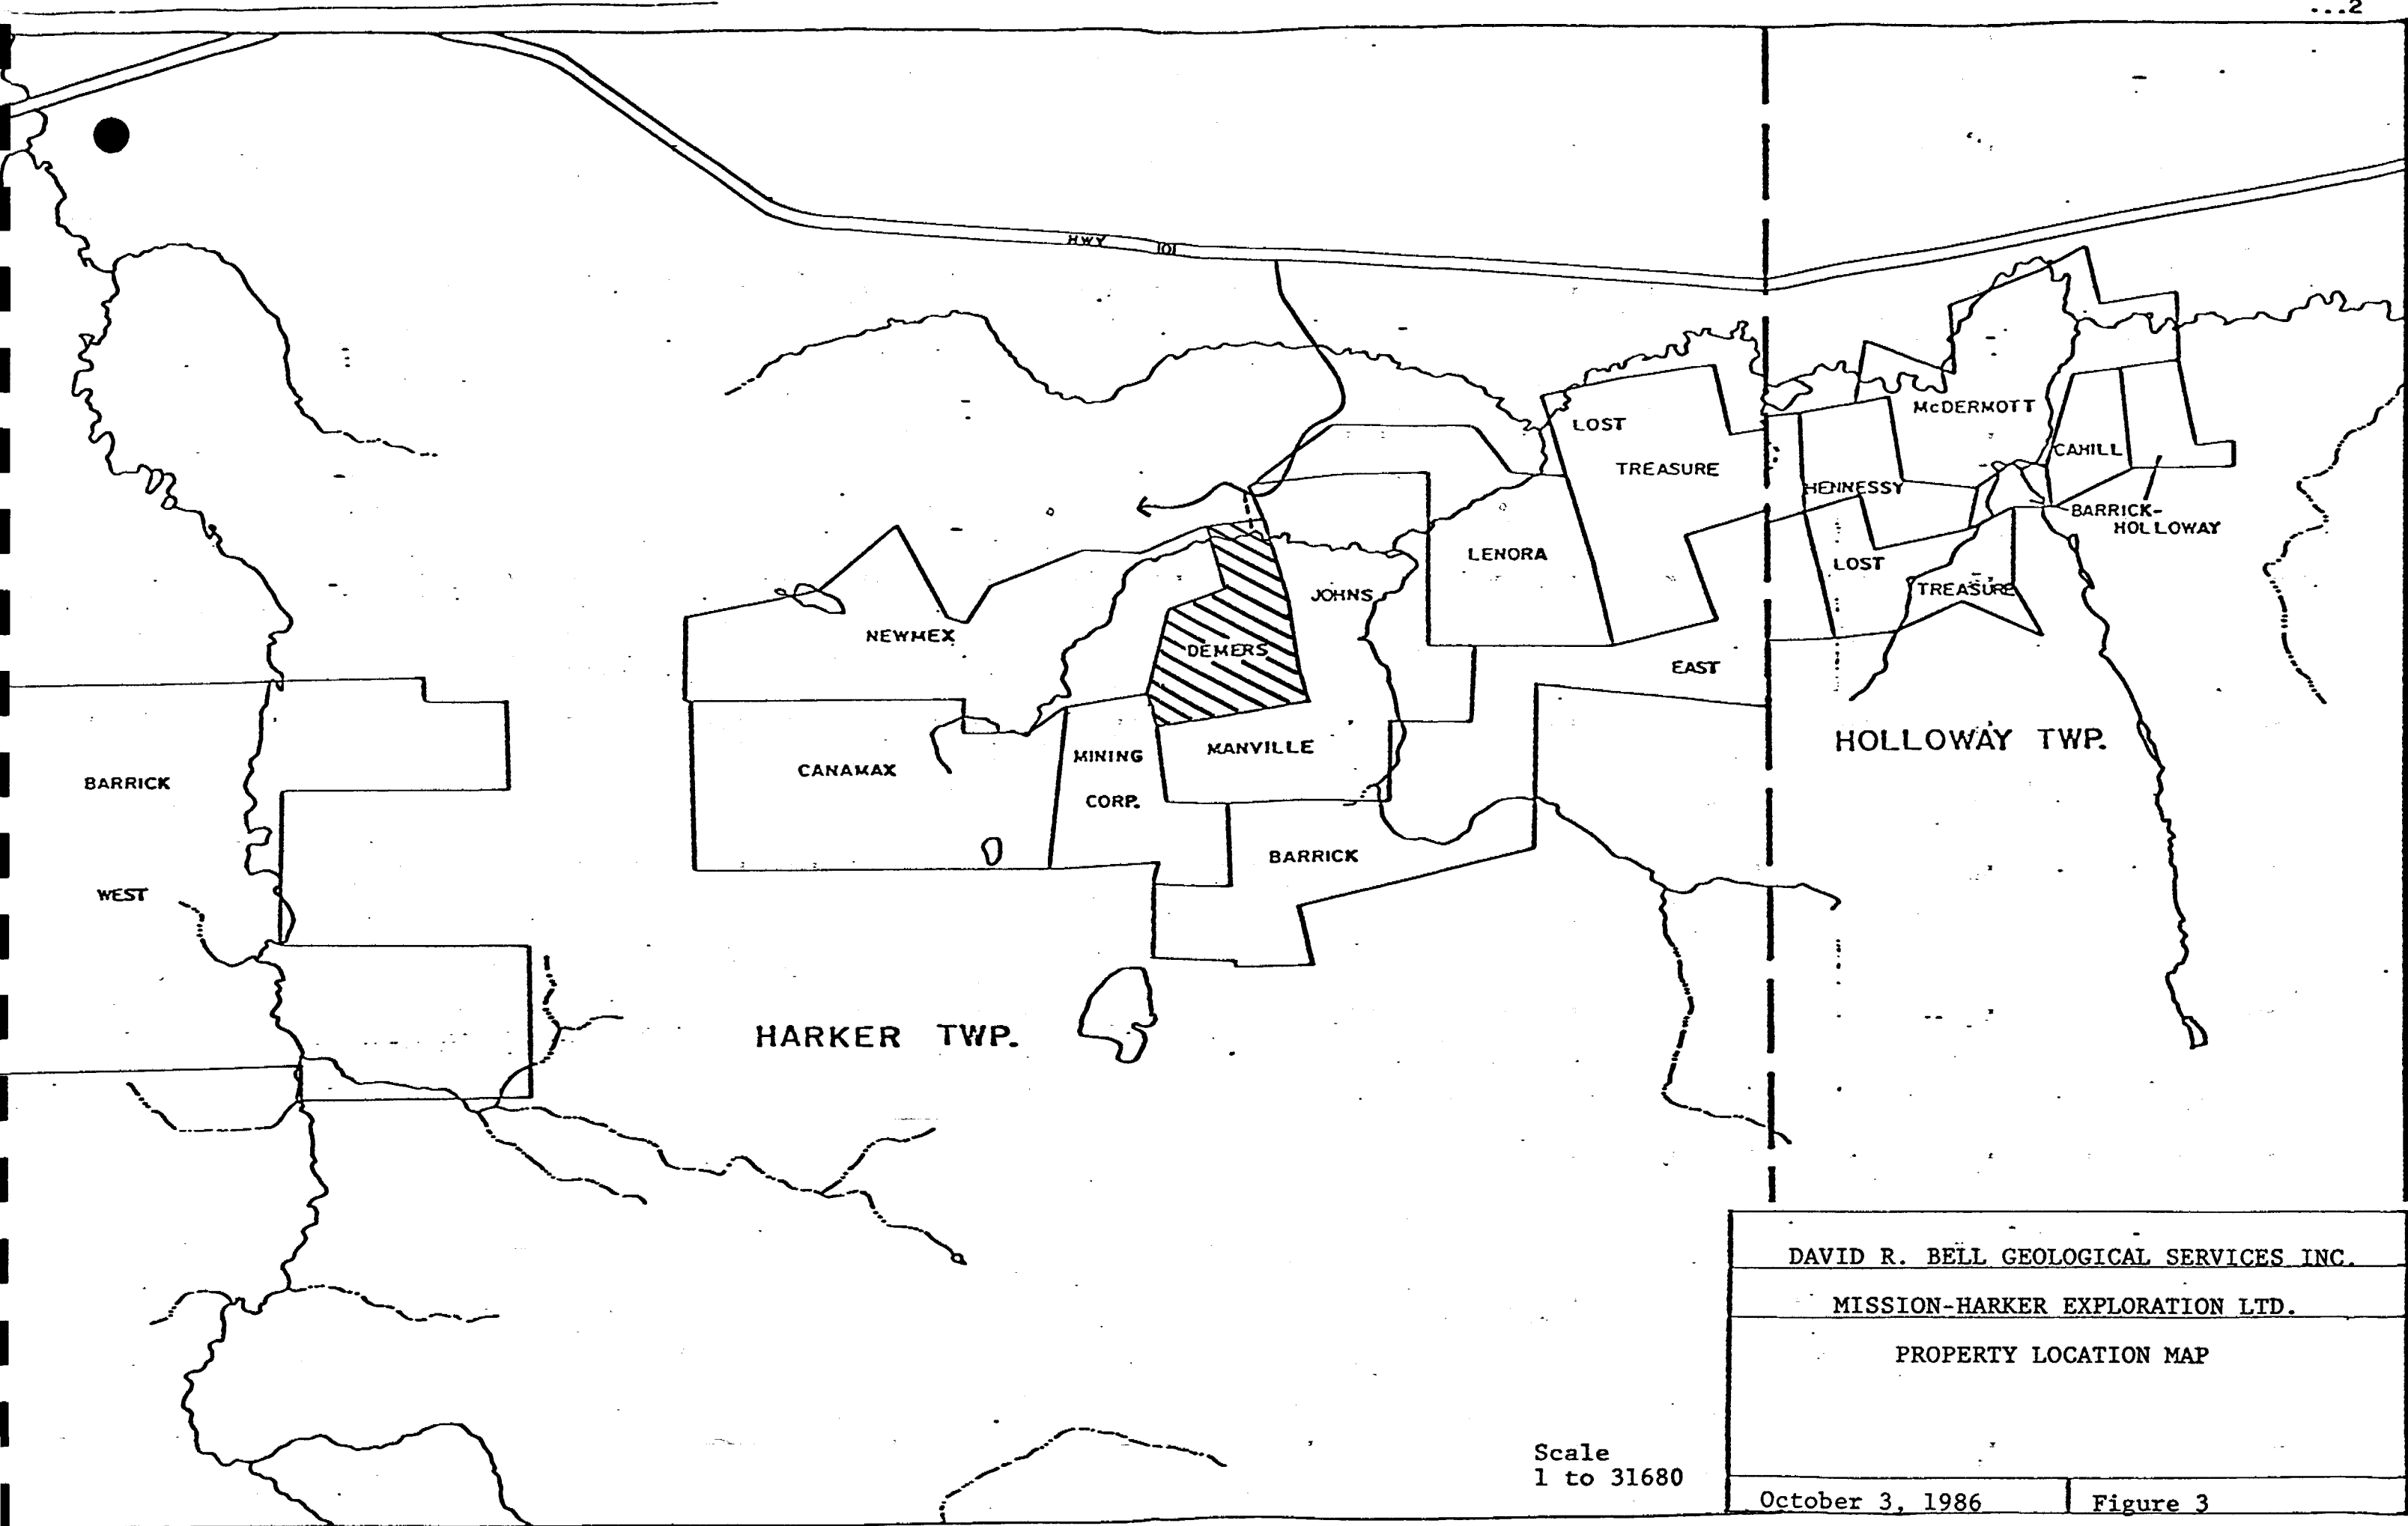 ...2
HWY 101
McDERMOTT
LOST
TREASURE
CAHILL
HENNESSY
BARRICK-
HOLLOWAY
LENORA
LOST
TREASURE
JOHNS
NEWMEX
DEMERS
EAST
HOLLOWAY TWP.
MANVILLE
MINING
CORP.
CANAMAX
BARRICK
BARRICK
WEST
HARKER TWP.
DAVID R. BELL GEOLOGICAL SERVICES INC.
MISSION-HARKER EXPLORATION LTD.
PROPERTY LOCATION MAP
Scale
1 to 31680
October 3, 1986
Figure 3